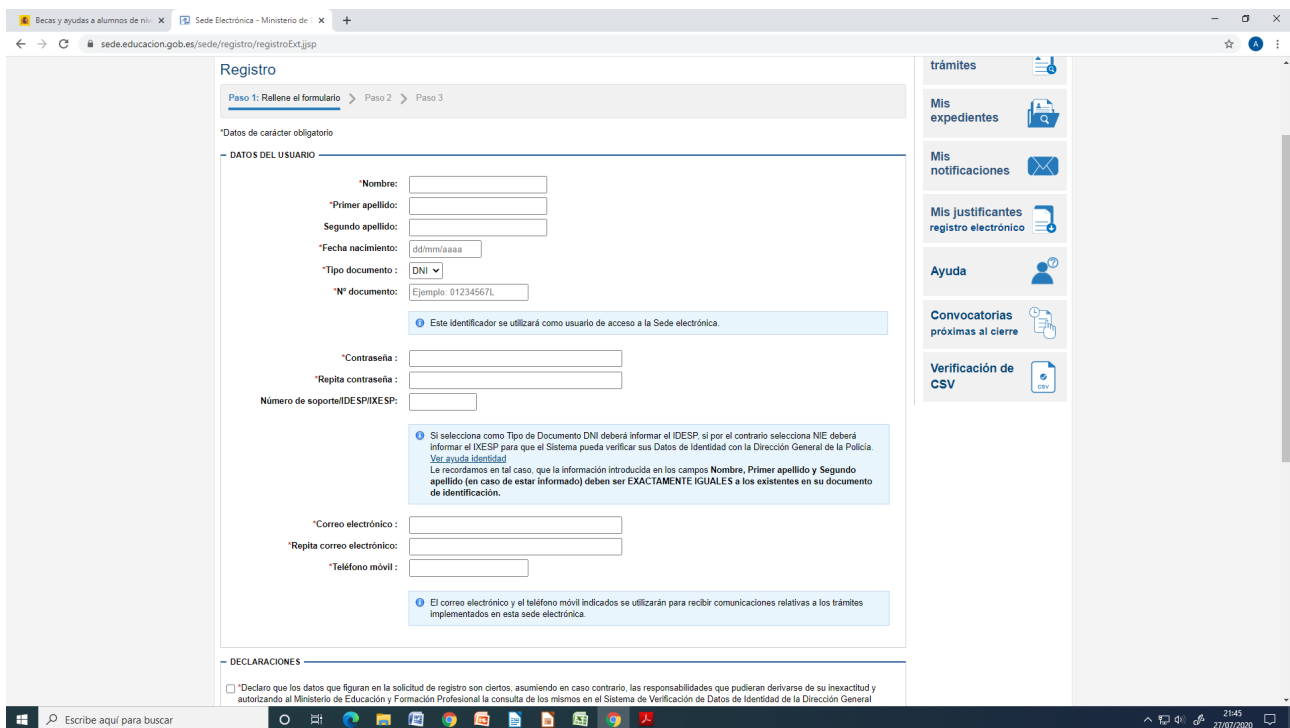 Becas y ayudas a alumnos de niv
Sede Electrónica - Ministerio de
sede.educacion.gob.es/sede/registro/registroExt.jjsp
A
Registro
Paso 1: Rellene el formulario
Paso 2
Paso 3
*Datos de carácter obligatorio
DATOS DEL USUARIO
*Nombre:
*Primer apellido:
Segundo apellido:
*Fecha nacimiento:
dd/mm/aaaa
*Tipo documento :
DNI
*Nº documento:
Ejemplo: 01234567L
Este identificador se utilizará como usuario de acceso a la Sede electrónica.
*Contraseña :
*Repita contraseña :
Número de soporte/IDESP/IXESP:
Si selecciona como Tipo de Documento DNI deberá informar el IDESP, si por el contrario selecciona NIE deberá
informar el IXESP para que el Sistema pueda verificar sus Datos de Identidad con la Dirección General de la Policía.
Ver ayuda identidad
Le recordamos en tal caso, que la información introducida en los campos Nombre, Primer apellido y Segundo
apellido (en caso de estar informado) deben ser EXACTAMENTE IGUALES a los existentes en su documento
de identificación.
*Correo electrónico :
*Repita correo electrónico:
*Teléfono móvil :
El correo electrónico y el teléfono móvil indicados se utilizarán para recibir comunicaciones relativas a los trámites
implementados en esta sede electrónica.
DECLARACIONES
*Declaro que los datos que figuran en la solicitud de registro son ciertos, asumiendo en caso contrario, las responsabilidades que pudieran derivarse de su inexactitud y
autorizando al Ministerio de Educación y Formación Profesional la consulta de los mismos en el Sistema de Verificación de Datos de Identidad de la Dirección General
trámites
Mis
expedientes
Mis
notificaciones
Mis justificantes
registro electrónico
Ayuda
Convocatorias
próximas al cierre
Verificación de
CSV
CSV
Escribe aquí para buscar
21:45
27/07/2020